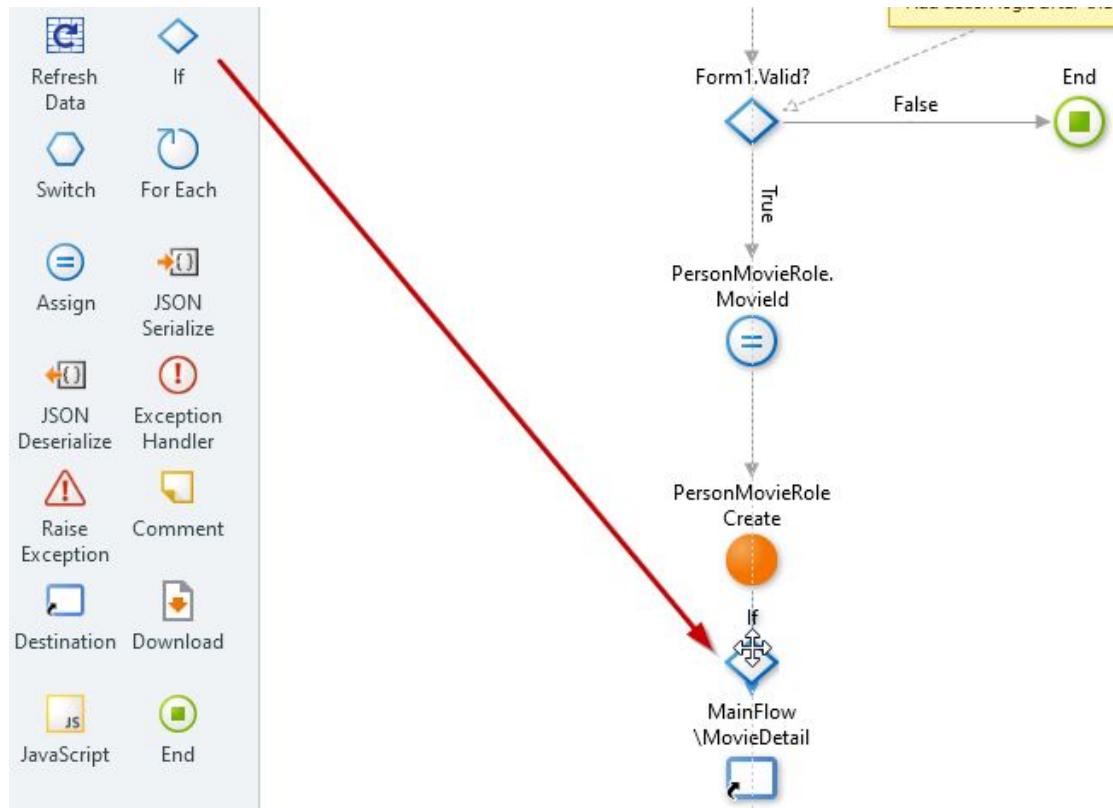 Refresh
Data
If
Switch
For Each
Assign
JSON
Serialize
JSON
Deserialize
Exception
Handler
Raise
Exception
Comment
Destination
Download
JS
JavaScript
End
Form1.Valid?
End
False
True
PersonMovieRole.
MovieId
PersonMovieRole
Create
If
MainFlow
\MovieDetail